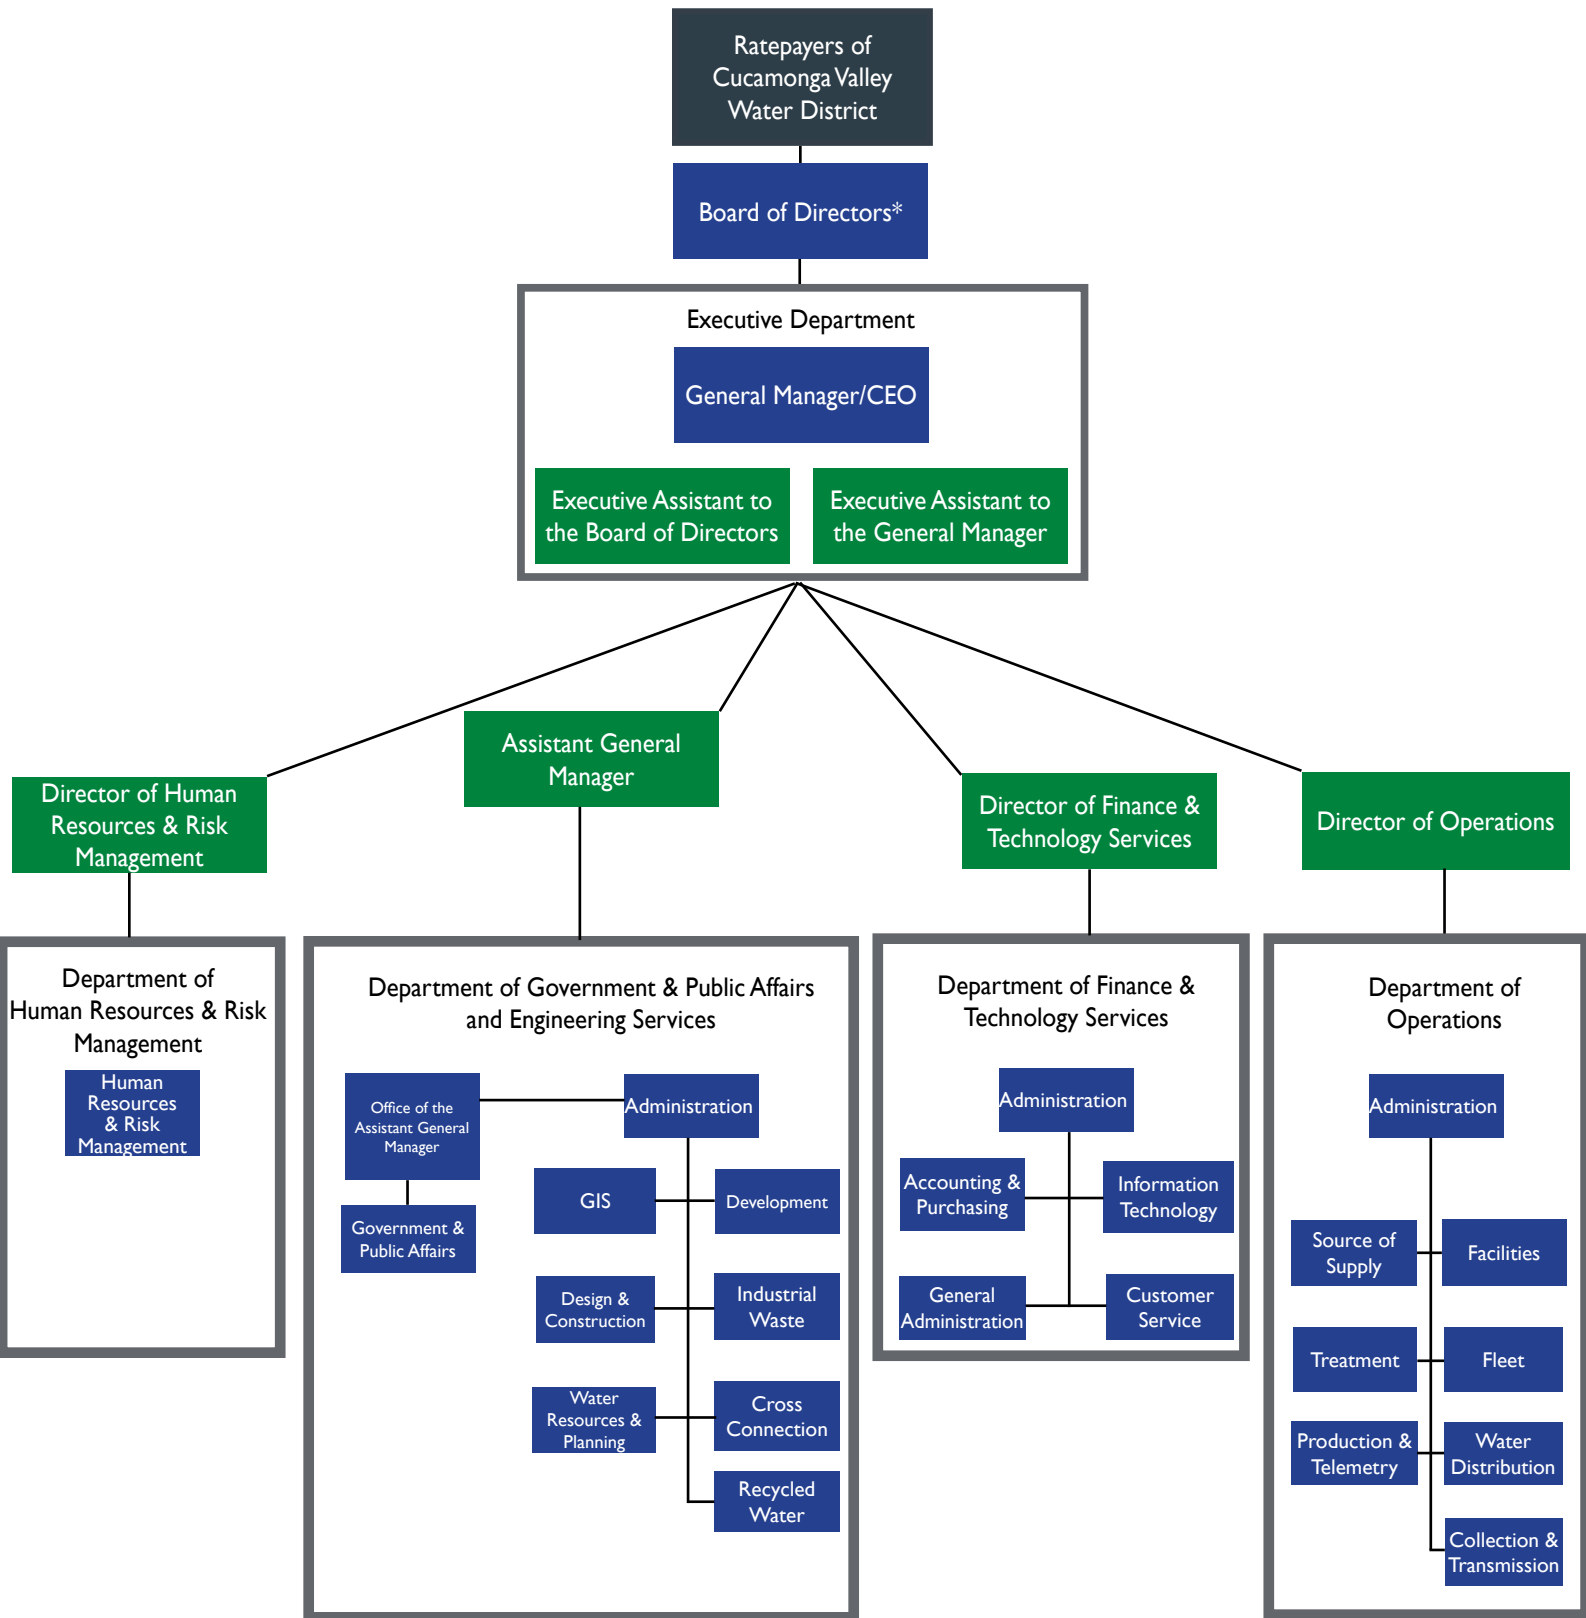 Ratepayers of
Cucamonga Valley
Water District
Board of Directors*
Executive Department
General Manager/CEO
Executive Assistant to
the Board of Directors
Executive Assistant to
the General Manager
Assistant General
Manager
Director of Human
Resources & Risk
Management
Director of Finance &
Technology Services
Director of Operations
Department of
Human Resources & Risk
Management
Human
Resources
& Risk
Management
Department of Government & Public Affairs
and Engineering Services
Office of the
Assistant General
Manager
Administration
Government &
Public Affairs
GIS
Development
Design &
Construction
Industrial
Waste
Water
Resources &
Planning
Cross
Connection
Recycled
Water
Department of Finance &
Technology Services
Administration
Accounting &
Purchasing
Information
Technology
General
Administration
Customer
Service
Department of
Operations
Administration
Source of
Supply
Facilities
Treatment
Fleet
Production &
Telemetry
Water
Distribution
Collection &
Transmission